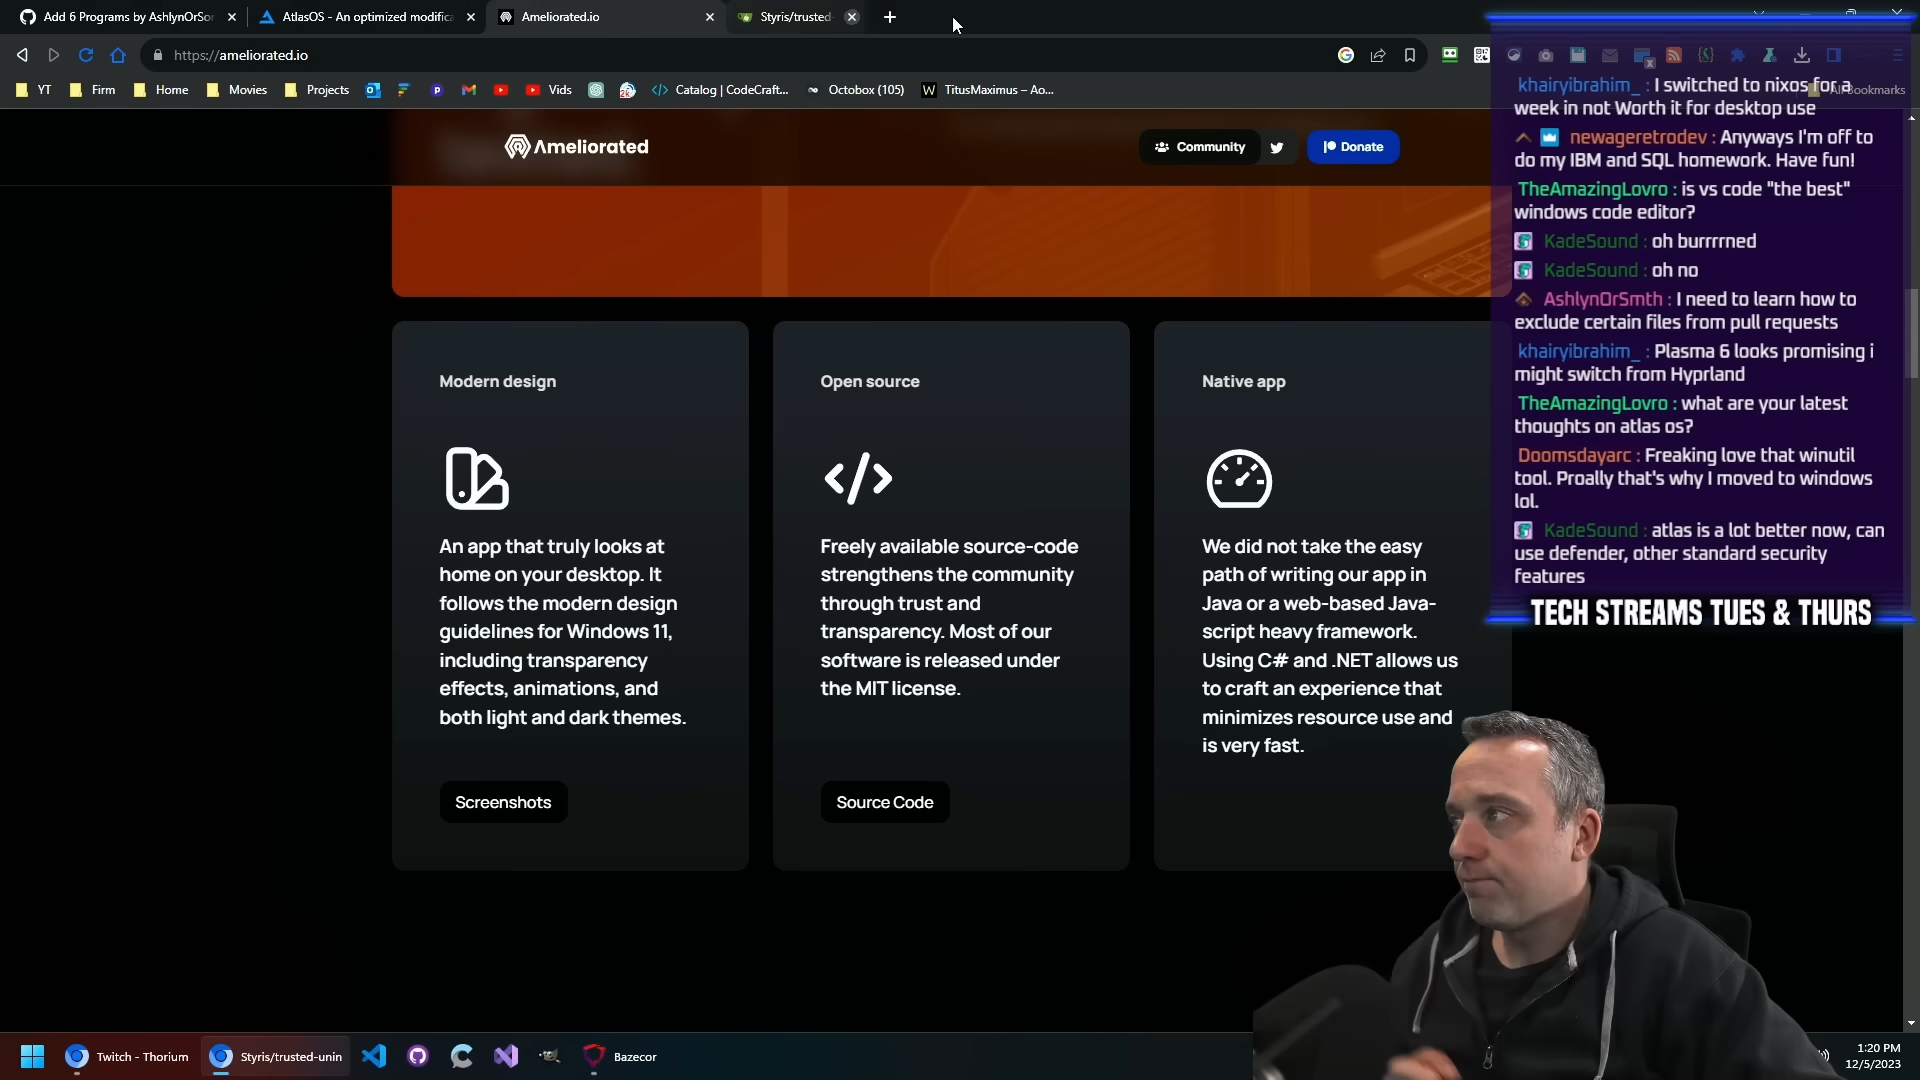 Add 6 Programs by AshlynOrSm
AtlasOS - An optimized modifica
Ameliorated.io
Styris/trusted-
https://ameliorated.io
YT
Firm
Home
Movies
Projects
Vids
Catalog | CodeCraft...
Octobox (105)
TitusMaximus – Ao...
All Bookmarks
Ameliorated
Community
Donate
Modern design
An app that truly looks at
home on your desktop. It
follows the modern design
guidelines for Windows 11,
including transparency
effects, animations, and
both light and dark themes.
Screenshots
Open source
Freely available source-code
strengthens the community
through trust and
transparency. Most of our
software is released under
the MIT license.
Source Code
Native app
We did not take the easy
path of writing our app in
Java or a web-based Java-
script heavy framework.
Using C# and .NET allows us
to craft an experience that
minimizes resource use and
is very fast.
khairyibrahim_ : I switched to nixos for a
week in not Worth it for desktop use
newageretrodev : Anyways I'm off to
do my IBM and SQL homework. Have fun!
TheAmazingLovro : is vs code "the best"
windows code editor?
KadeSound : oh burrrrned
KadeSound : oh no
AshlynOrSmth : I need to learn how to
exclude certain files from pull requests
khairyibrahim_ : Plasma 6 looks promising i
might switch from Hyprland
TheAmazingLovro : what are your latest
thoughts on atlas os?
Doomsdayarc : Freaking love that winutil
tool. Proally that's why I moved to windows
lol.
KadeSound : atlas is a lot better now, can
use defender, other standard security
features
TECH STREAMS TUES & THURS
Twitch - Thorium
Styris/trusted-unin
Bazecor
1:20 PM
12/5/2023